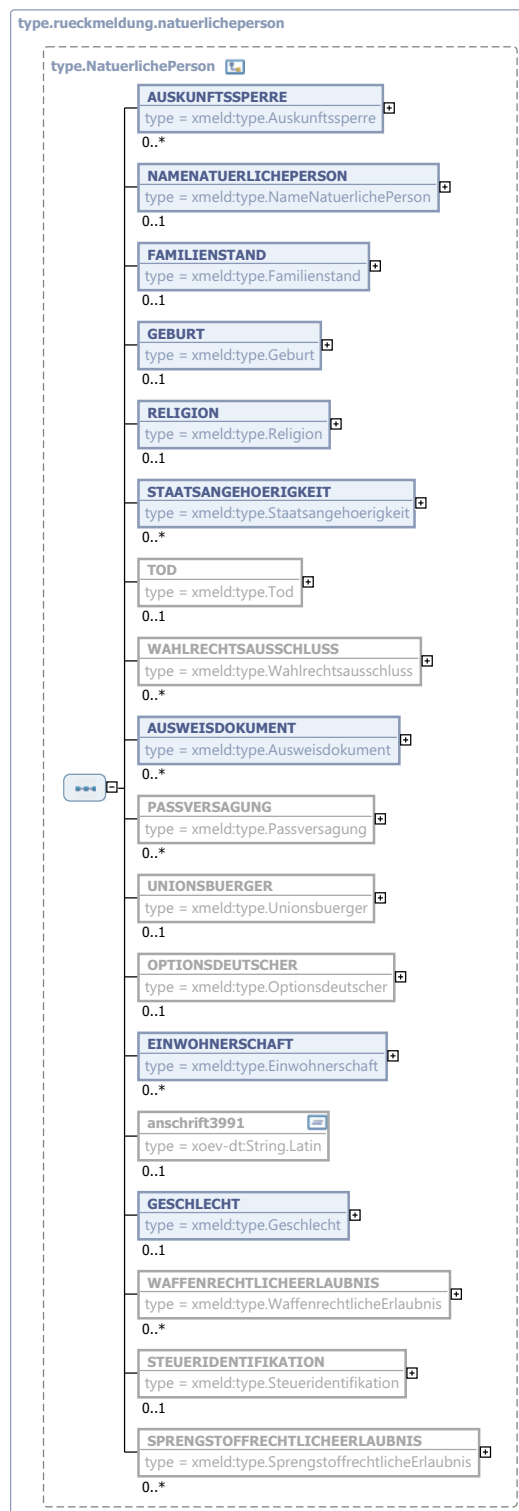 type.rueckmeldung.natuerlicheperson
type.NatuerlichePerson
AUSKUNFTSSPERRE
type = xmeld:type.Auskunftssperre
0..*
NAMENATUERLICHEPERSON
type = xmeld:type.NameNatuerlichePerson
0..1
FAMILIENSTAND
type = xmeld:type.Familienstand
0..1
GEBURT
type = xmeld:type.Geburt
0..1
RELIGION
type = xmeld:type.Religion
0..1
STAATSANGEHOERIGKEIT
type = xmeld:type.Staatsangehoerigkeit
0..*
TOD
type = xmeld:type.Tod
0..1
WAHLRECHTSAUSSCHLUSS
type = xmeld:type.Wahlrechtsausschluss
0..*
AUSWEISDOKUMENT
type = xmeld:type.Ausweisdokument
0..*
PASSVERSAGUNG
type = xmeld:type.Passversagung
0..*
UNIONSBUERGER
type = xmeld:type.Unionsbuerger
0..1
OPTIONSDEUTSCHER
type = xmeld:type.Optionsdeutscher
0..1
EINWOHNERSCHAFT
type = xmeld:type.Einwohnerschaft
0..*
anschrift3991
type = xoev-dt:String.Latin
0..1
GESCHLECHT
type = xmeld:type.Geschlecht
0..1
WAFFENRECHTLICHEERLAUBNIS
type = xmeld:type.WaffenrechtlicheErlaubnis
0..*
STEUERIDENTIFIKATION
type = xmeld:type.Steueridentifikation
0..1
SPRENGSTOFFRECHTLICHEERLAUBNIS
type = xmeld:type.SprengstoffrechtlicheErlaubnis
0..*